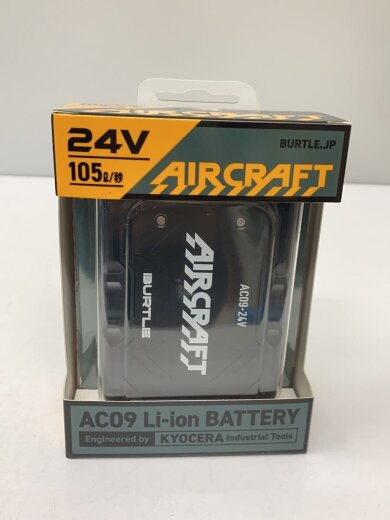 24V
105ℓ/秒
BURTLE.JP
AIRCRAFT
AIRCRAFT
BURTLE
AC09-24V
AC09 Li-ion BATTERY
Engineered by KYOCERA Industrial Tools